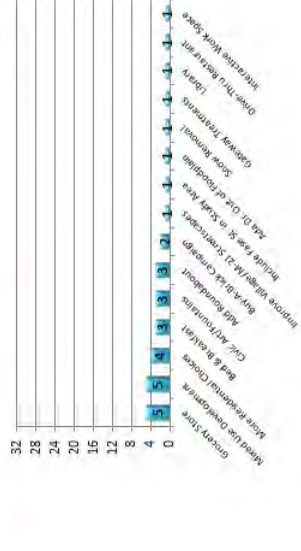 32
28
24
20
16
12
8
4
0
5
5
4
3
3
3
2
1
1
1
1
1
1
1
Grocery Store
Mixed Use Development
More Residential Choices
Bed & Breakfast
Civic Art/Fountains
Add Roundabout
Buy-A-Brick Campaign
Improve Village/M-21 Streetscapes
Include Fase St. in Study Area
Ada Dr. Out of Floodplain
Snow Removal
Gateway Treatments
Library
Drive-Thru Restaurant
Interactive Work Space